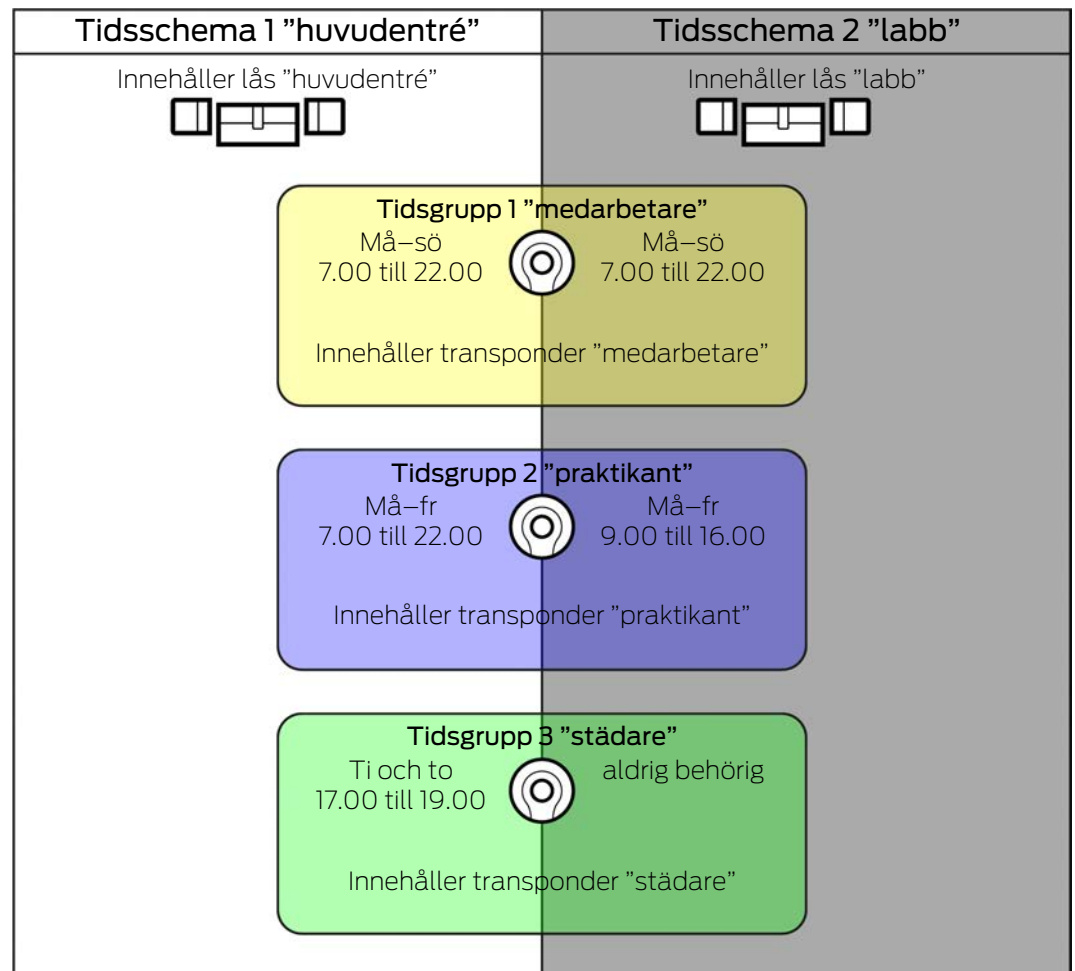 Tidsschema 1 ”huvudentré”
Tidsschema 2 ”labb”
Innehåller lås ”huvudentré”
Innehåller lås ”labb”
Tidsgrupp 1 ”medarbetare”
Må–sö
7.00 till 22.00
Må–sö
7.00 till 22.00
Innehåller transponder ”medarbetare”
Tidsgrupp 2 ”praktikant”
Må–fr
7.00 till 22.00
Må–fr
9.00 till 16.00
Innehåller transponder ”praktikant”
Tidsgrupp 3 ”städare”
Ti och to
17.00 till 19.00
aldrig behörig
Innehåller transponder ”städare”